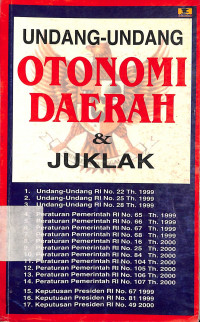 UNDANG-UNDANG
OTONOMI
DAERAH
&
JUKLAK
1. Undang-Undang RI No. 22 Th. 1999
2. Undang-Undang RI No. 25 Th. 1999
3. Undang-Undang RI No. 28 Th. 1999
4. Peraturan Pemerintah RI No. 65 Th. 1999
Peraturan Pemerintah RI No. 66 Th. 1999
Peraturan Pemerintah RI No. 67 Th. 1999
Peraturan Pemerintah RI No. 68 Th. 1999
Peraturan Pemerintah RI No. 16 Th. 2000
Peraturan Pemerintah RI No. 25 Th. 2000
10. Peraturan Pemerintah RI No. 84 Th. 2000
11. Peraturan Pemerintah RI No. 104 Th. 2000
12. Peraturan Pemerintah RI No. 105 Th. 2000
13. Peraturan Pemerintah RI No. 106 Th. 2000
14. Peraturan Pemerintah RI No. 107 Th. 2000
15. Keputusan Presiden RI No. 67 1999
16. Keputusan Presiden RI No. 81 1999
17. Keputusan Presiden RI No. 49 2000